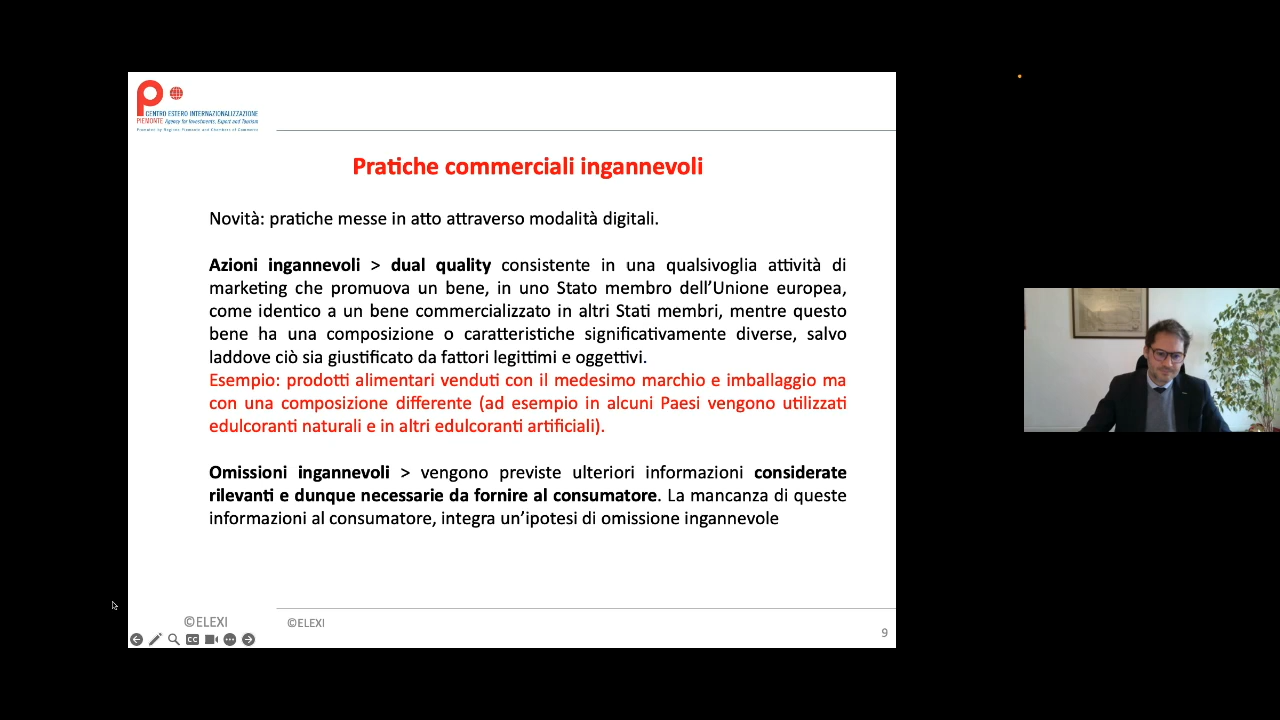 CENTRO ESTERO INTERNAZIONALIZZAZIONE
PIEMONTE Agency for Investments, Export and Tourism
Promoted by Regione Piemonte and Chambers of Commerce
Pratiche commerciali ingannevoli
Novità: pratiche messe in atto attraverso modalità digitali.
Azioni ingannevoli > dual quality consistente in una qualsivoglia attività di
marketing che promuova un bene, in uno Stato membro dell’Unione europea,
come identico a un bene commercializzato in altri Stati membri, mentre questo
bene ha una composizione o caratteristiche significativamente diverse, salvo
laddove ciò sia giustificato da fattori legittimi e oggettivi.
Esempio: prodotti alimentari venduti con il medesimo marchio e imballaggio ma
con una composizione differente (ad esempio in alcuni Paesi vengono utilizzati
edulcoranti naturali e in altri edulcoranti artificiali).
Omissioni ingannevoli > vengono previste ulteriori informazioni considerate
rilevanti e dunque necessarie da fornire al consumatore. La mancanza di queste
informazioni al consumatore, integra un’ipotesi di omissione ingannevole
©ELEXI
©ELEXI
9
CC